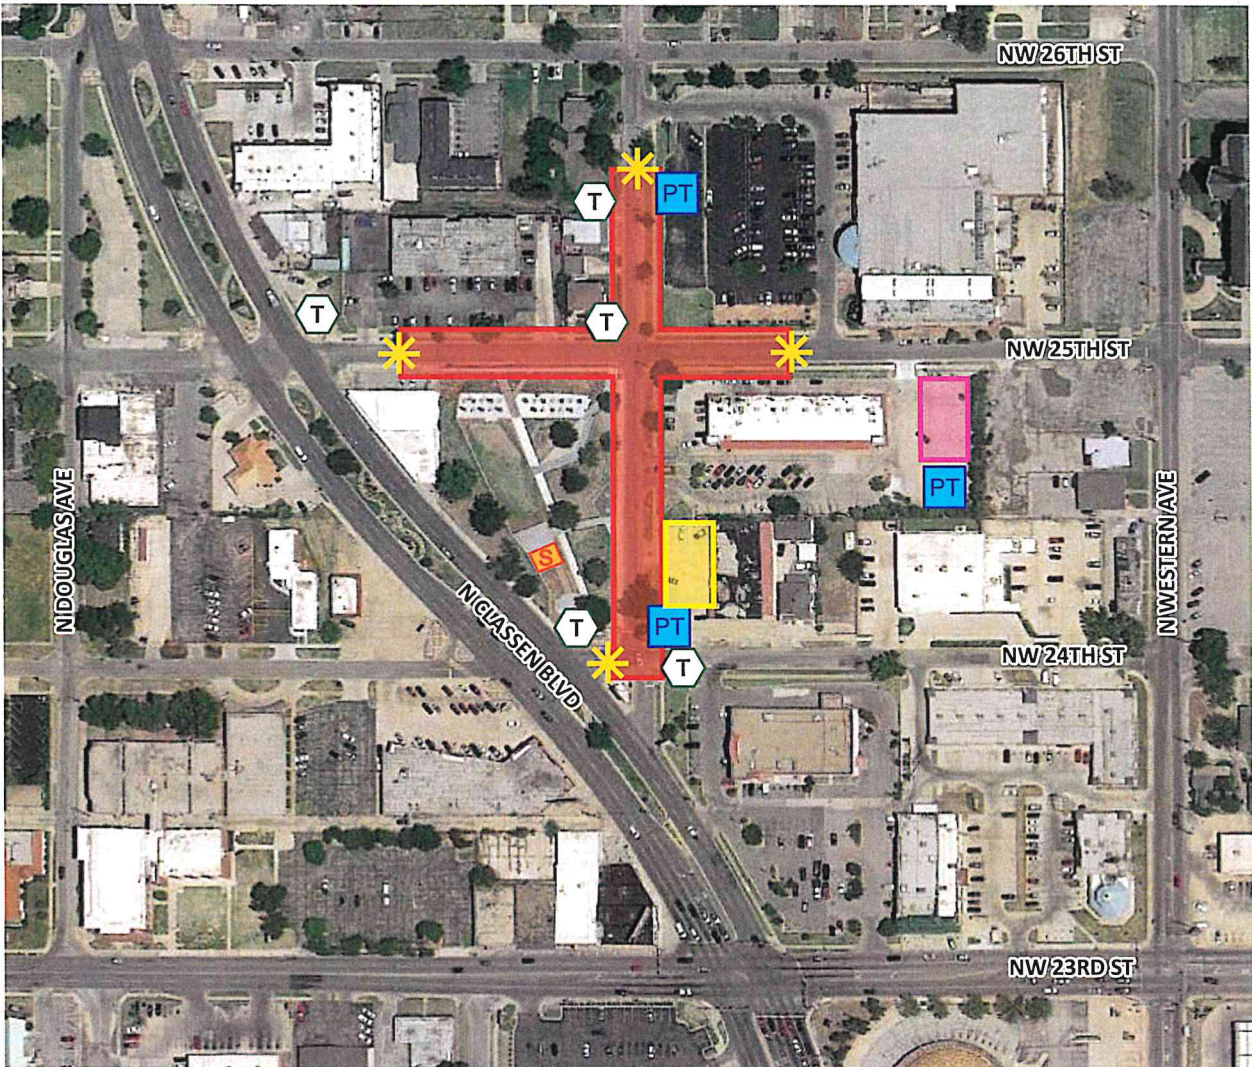 NW 26TH ST
T
PT
T
T
NW 25TH ST
PT
N DOUGLAS AVE
N WESTERN AVE
S
N CLASSEN BLVD
T
PT
T
NW 24TH ST
NW 23RD ST